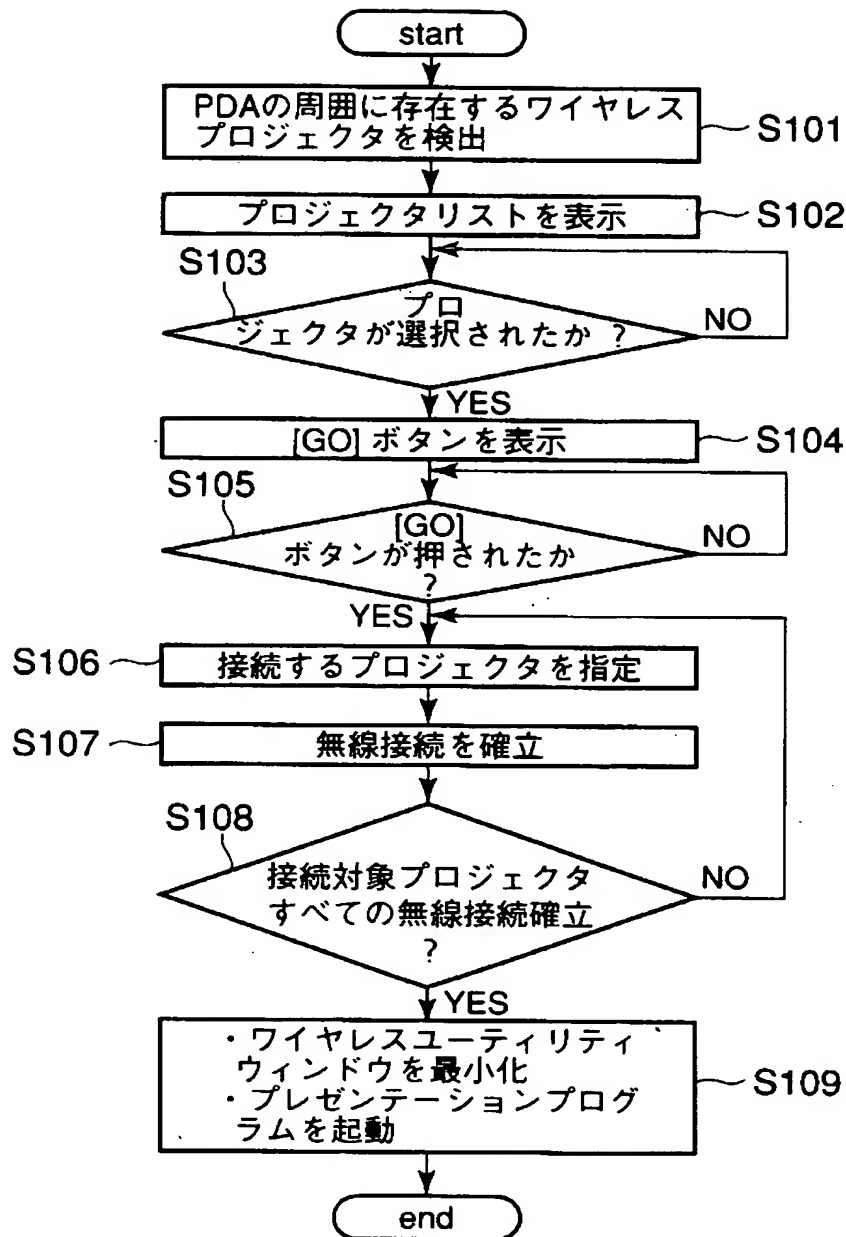 start
PDAの周囲に存在するワイヤレス
プロジェクタを検出
S101
プロジェクタリストを表示
S102
S103
プロ
ジェクタが選択されたか ?
NO
YES
[GO] ボタンを表示
S104
S105
[GO]
ボタンが押されたか
?
NO
YES
S106
接続するプロジェクタを指定
S107
無線接続を確立
S108
接続対象プロジェクタ
すべての無線接続確立
?
NO
YES
・ワイヤレスユーティリティ
ウィンドウを最小化
・プレゼンテーションプログ
ラムを起動
S109
end